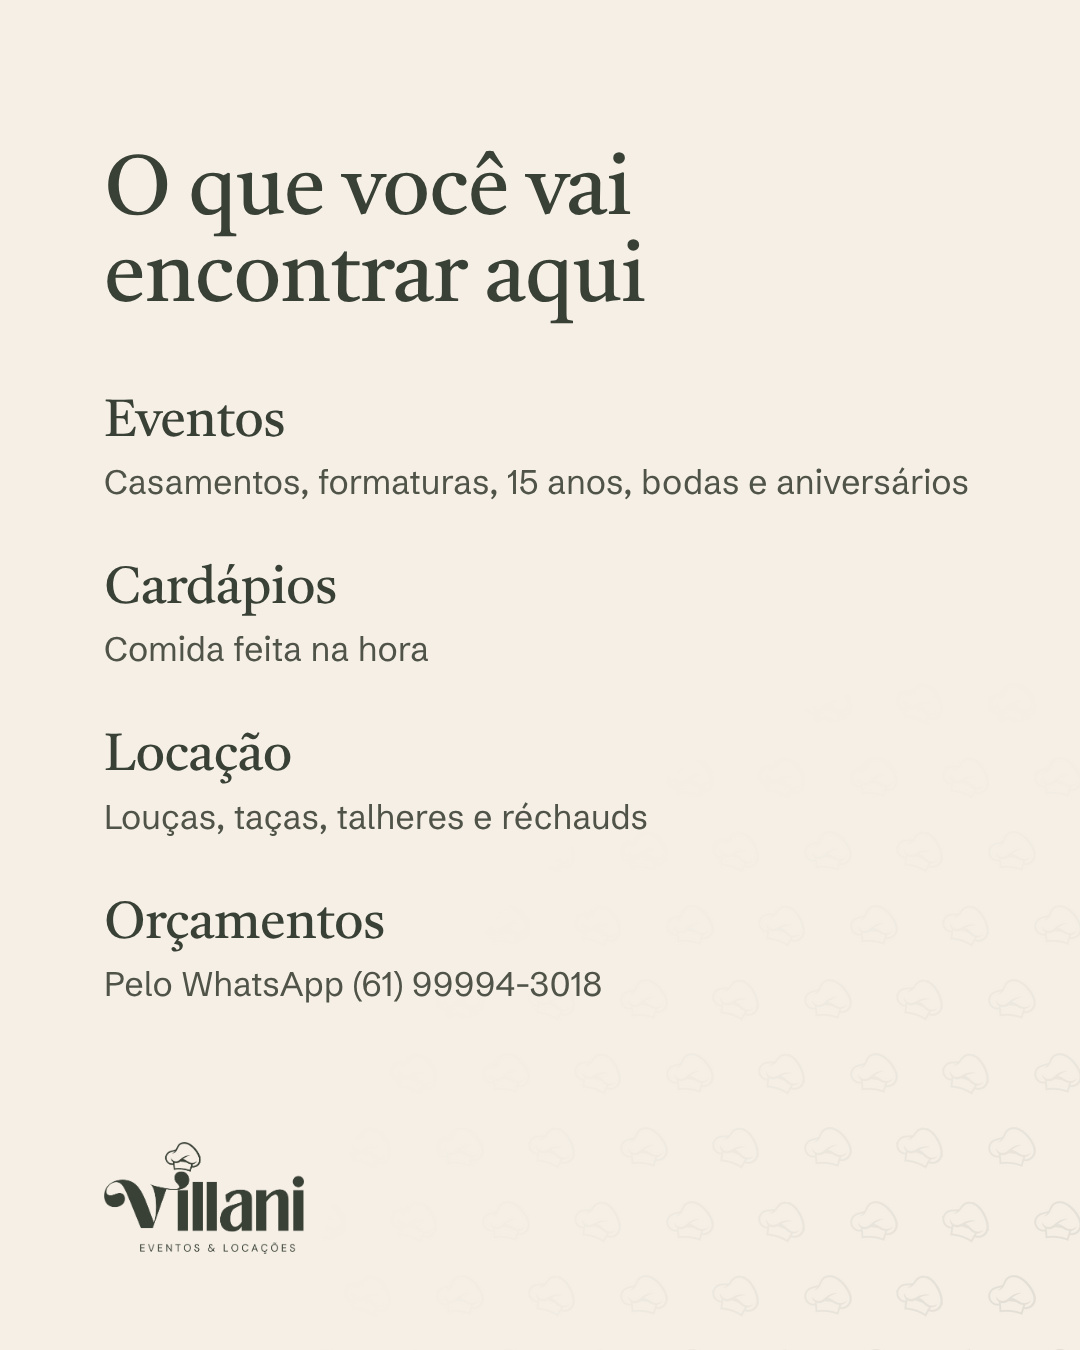 O que você vai
encontrar aqui
Eventos
Casamentos, formaturas, 15 anos, bodas e aniversários
Cardápios
Comida feita na hora
Locação
Louças, taças, talheres e réchauds
Orçamentos
Pelo WhatsApp (61) 99994-3018
Villani
EVENTOS & LOCAÇÕES